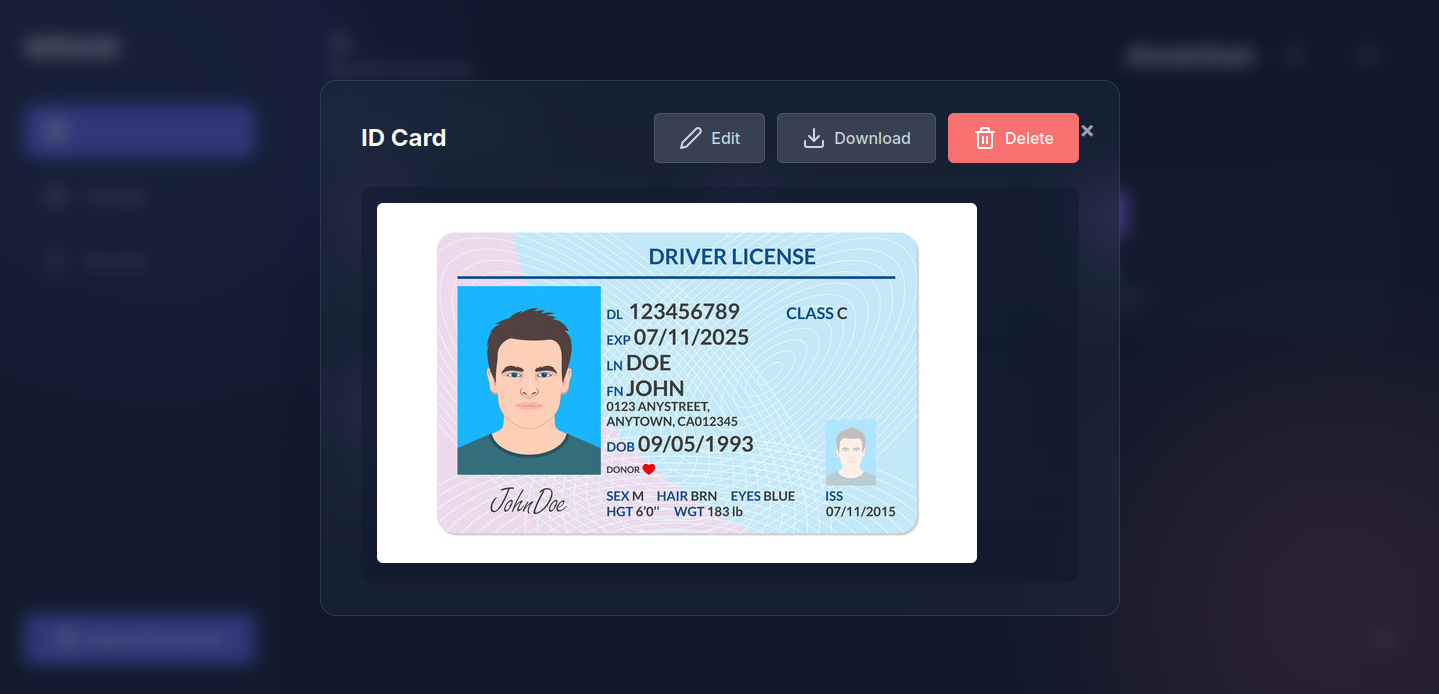 ID Card
Edit
Download
Delete
×
DRIVER LICENSE
DL 123456789 CLASS C
EXP 07/11/2025
LN DOE
FN JOHN
0123 ANYSTREET,
ANYTOWN, CA012345
DOB 09/05/1993
DONOR
JohnDoe
SEX M HAIR BRN EYES BLUE
HGT 6'0'' WGT 183 lb
ISS
07/11/2015